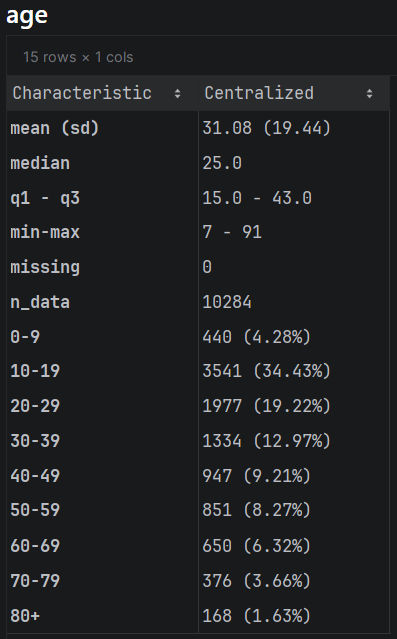 age
15 rows × 1 cols
Characteristic Centralized
mean (sd) 31.08 (19.44)
median 25.0
q1 - q3 15.0 - 43.0
min-max 7 - 91
missing 0
n_data 10284
0-9 440 (4.28%)
10-19 3541 (34.43%)
20-29 1977 (19.22%)
30-39 1334 (12.97%)
40-49 947 (9.21%)
50-59 851 (8.27%)
60-69 650 (6.32%)
70-79 376 (3.66%)
80+ 168 (1.63%)